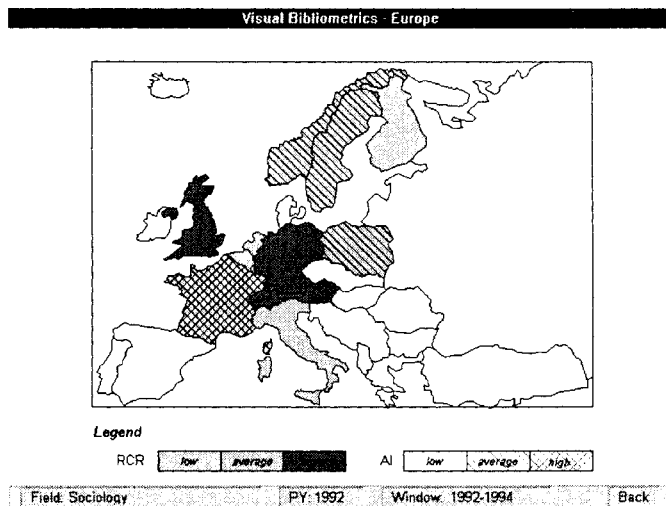 Visual Bibliometrics - Europe
Legend
RCR low average AI low average high
Field: Sociology PY: 1992 Window: 1992-1994 Back